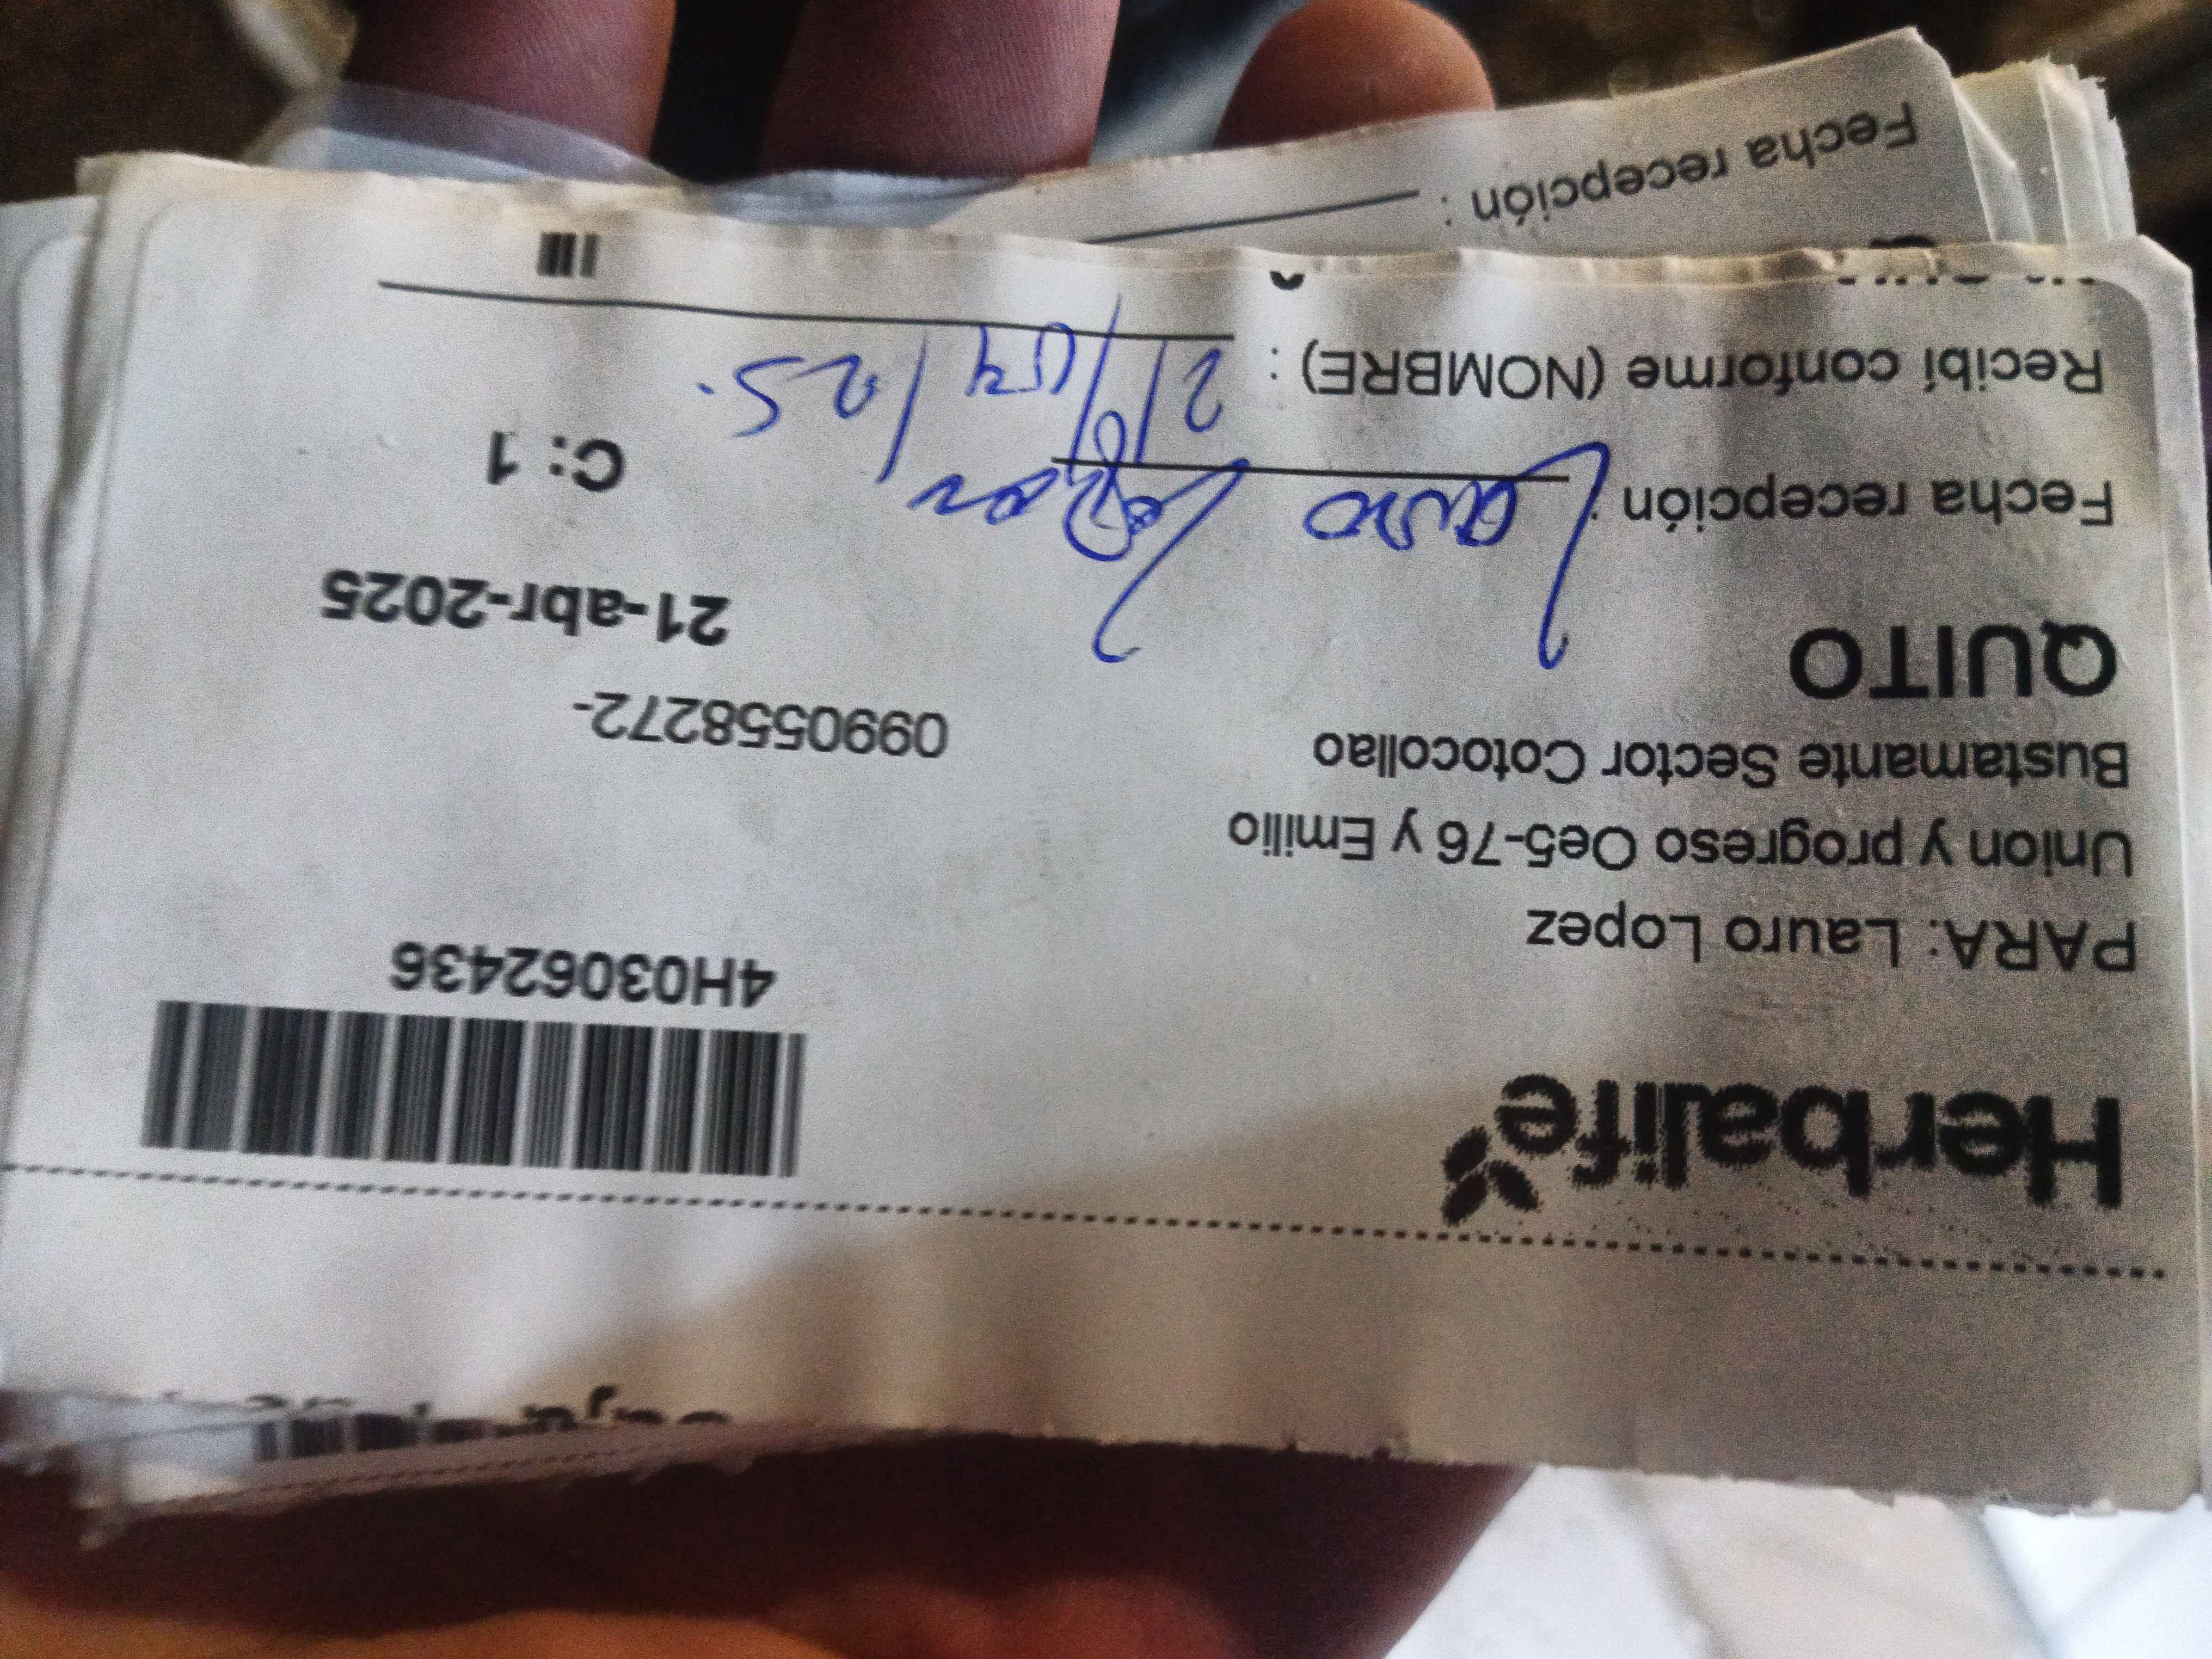 Herbalife
4H03062436
PARA: Lauro Lopez
Union y progreso Oe5-76 y Emilio
Bustamante Sector Cotocollao
0990558272-
QUITO
21-abr-2025
Fecha recepción : Lauro Lopez
C: 1
Recibí conforme (NOMBRE) : 21/04/25.
Fecha recepción :